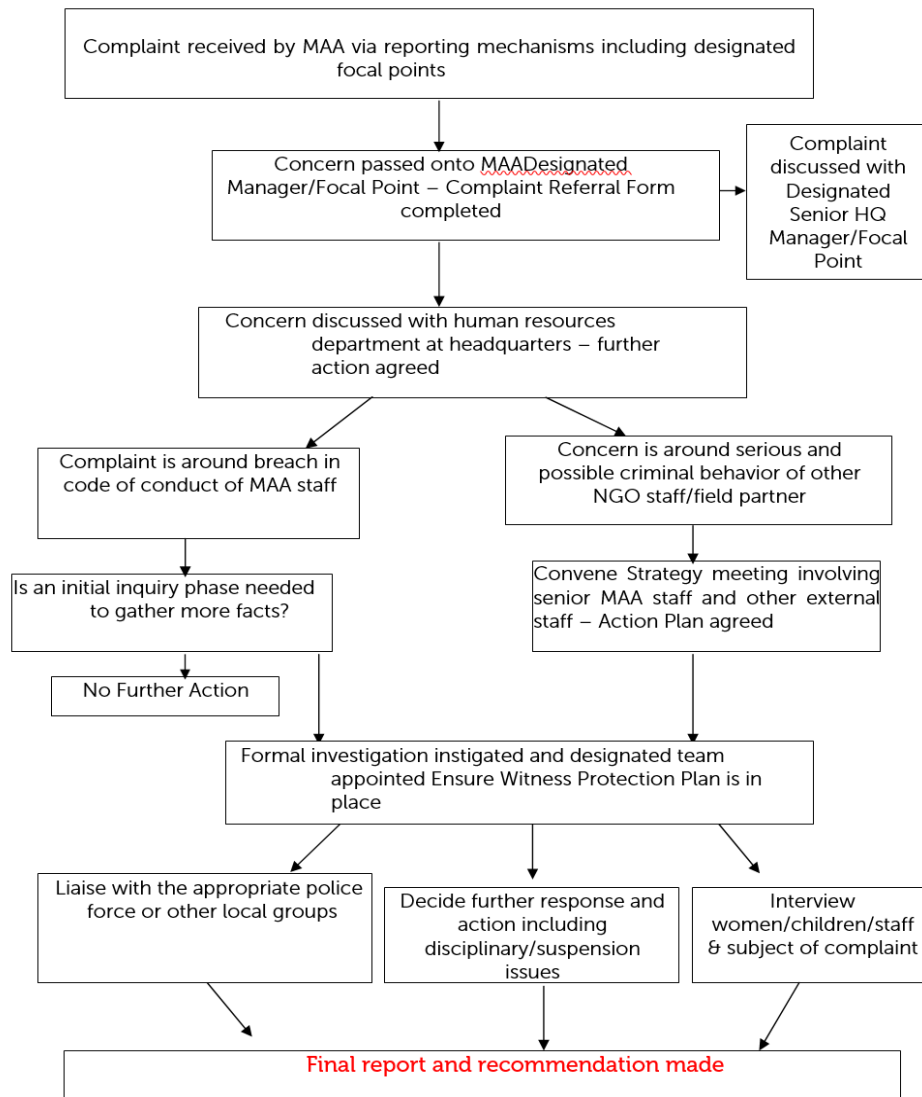 Complaint received by MAA via reporting mechanisms including designated
focal points
Concern passed onto MAADesignated
Manager/Focal Point – Complaint Referral Form
completed
Complaint
discussed with
Designated
Senior HQ
Manager/Focal
Point
Concern discussed with human resources
department at headquarters – further
action agreed
Complaint is around breach in
code of conduct of MAA staff
Concern is around serious and
possible criminal behavior of other
NGO staff/field partner
Is an initial inquiry phase needed
to gather more facts?
Convene Strategy meeting involving
senior MAA staff and other external
staff – Action Plan agreed
No Further Action
Formal investigation instigated and designated team
appointed Ensure Witness Protection Plan is in
place
Liaise with the appropriate police
force or other local groups
Decide further response and
action including
disciplinary/suspension
issues
Interview
women/children/staff
& subject of complaint
Final report and recommendation made